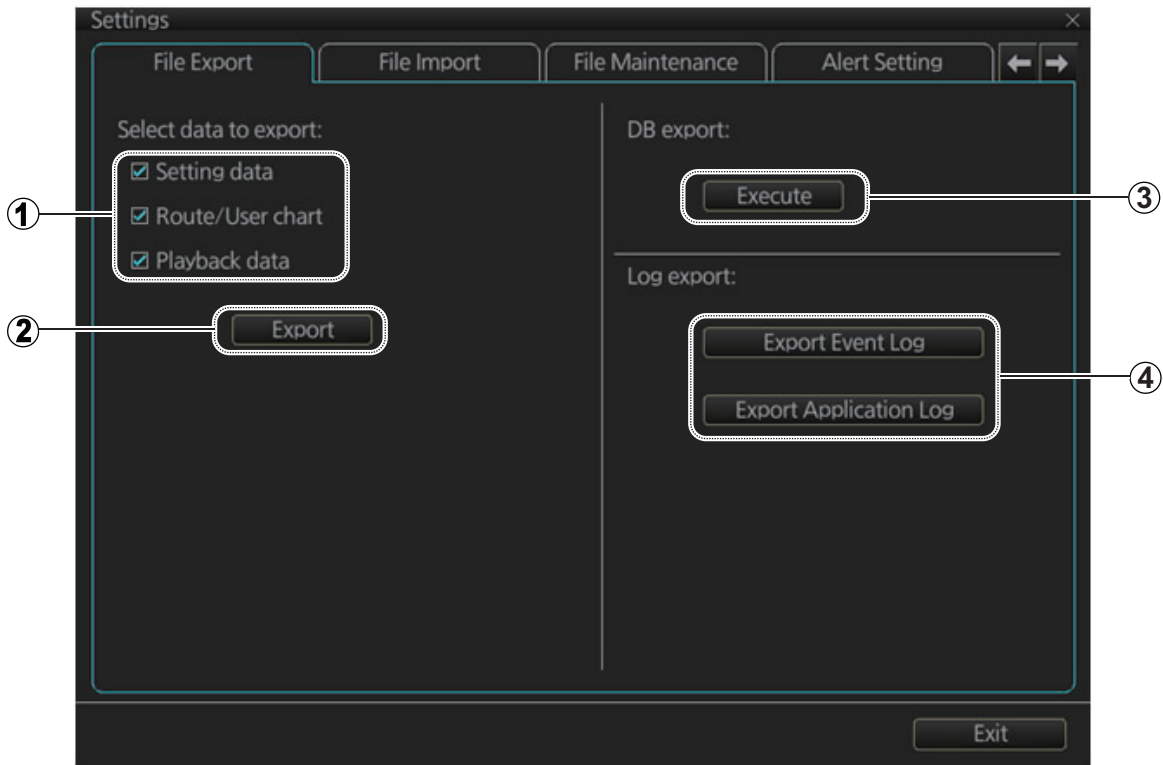 Settings
File Export
File Import
File Maintenance
Alert Setting
Select data to export:
Setting data
Route/User chart
Playback data
1
Export
2
DB export:
Execute
3
Log export:
Export Event Log
Export Application Log
4
Exit